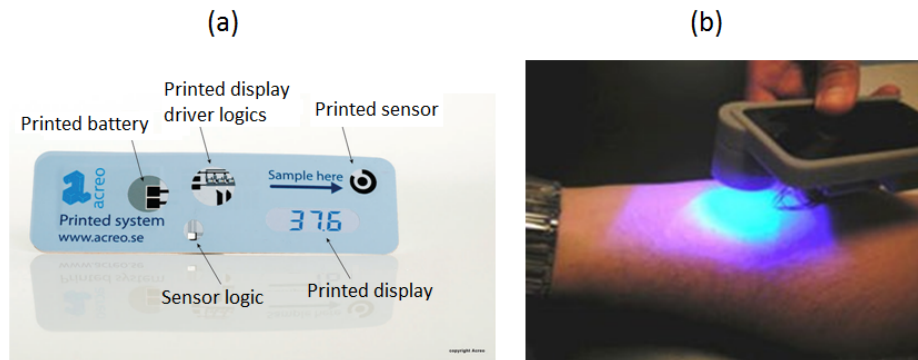 (a)
(b)
Printed display
driver logics
Printed battery
Printed sensor
acreo
Sample here
Printed system
www.acreo.se
37.6
Sensor logic
Printed display
copyright Acreo